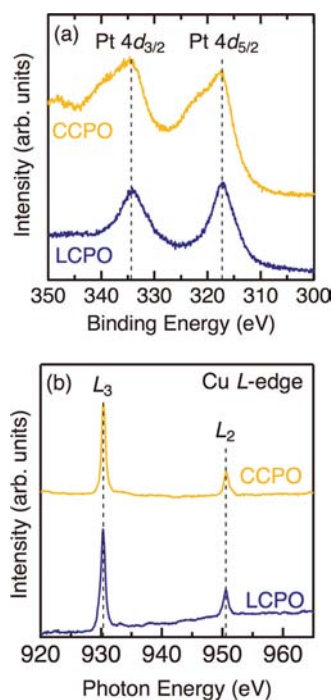 (a) Pt 4d3/2 Pt 4d5/2
Intensity (arb. units)
CCPO
LCPO
350 340 330 320 310 300
Binding Energy (eV)
(b) L3 Cu L-edge
L2
Intensity (arb. units)
CCPO
LCPO
920 930 940 950 960
Photon Energy (eV)